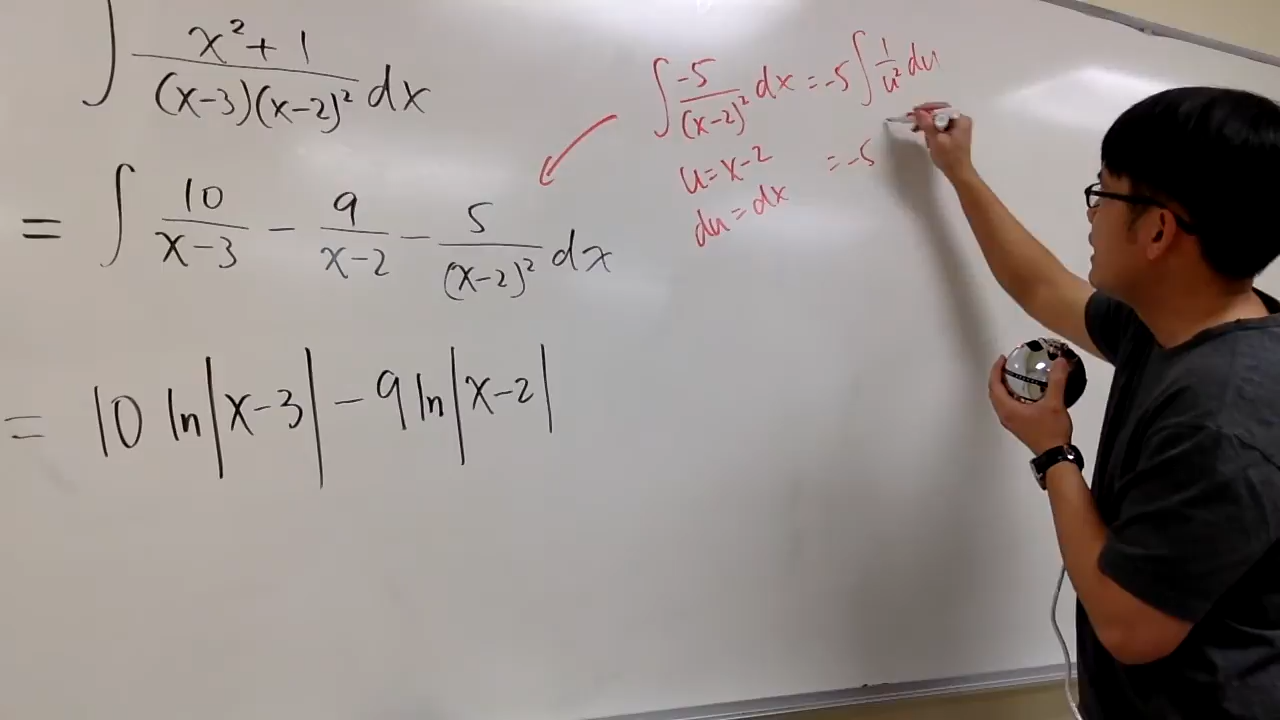 ∫ (x²+1)/((x-3)(x-2)²) dx
= ∫ 10/(x-3) - 9/(x-2) - 5/(x-2)² dx
= 10 ln|x-3| - 9 ln|x-2|
∫ -5/(x-2)² dx = -5 ∫ 1/u² du
u = x-2
= -5
du = dx